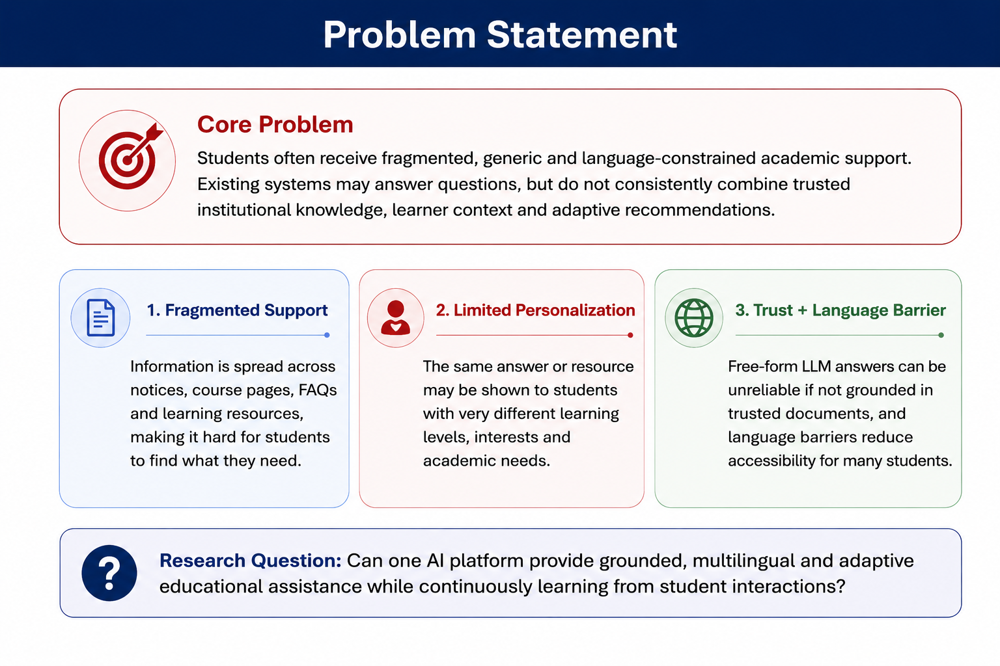 Problem Statement
Core Problem
Students often receive fragmented, generic and language-constrained academic support.
Existing systems may answer questions, but do not consistently combine trusted
institutional knowledge, learner context and adaptive recommendations.
1. Fragmented Support
Information is spread across
notices, course pages, FAQs
and learning resources,
making it hard for students
to find what they need.
2. Limited Personalization
The same answer or resource
may be shown to students
with very different learning
levels, interests and
academic needs.
3. Trust + Language Barrier
Free-form LLM answers can be
unreliable if not grounded in
trusted documents, and
language barriers reduce
accessibility for many students.
?
Research Question: Can one AI platform provide grounded, multilingual and adaptive
educational assistance while continuously learning from student interactions?